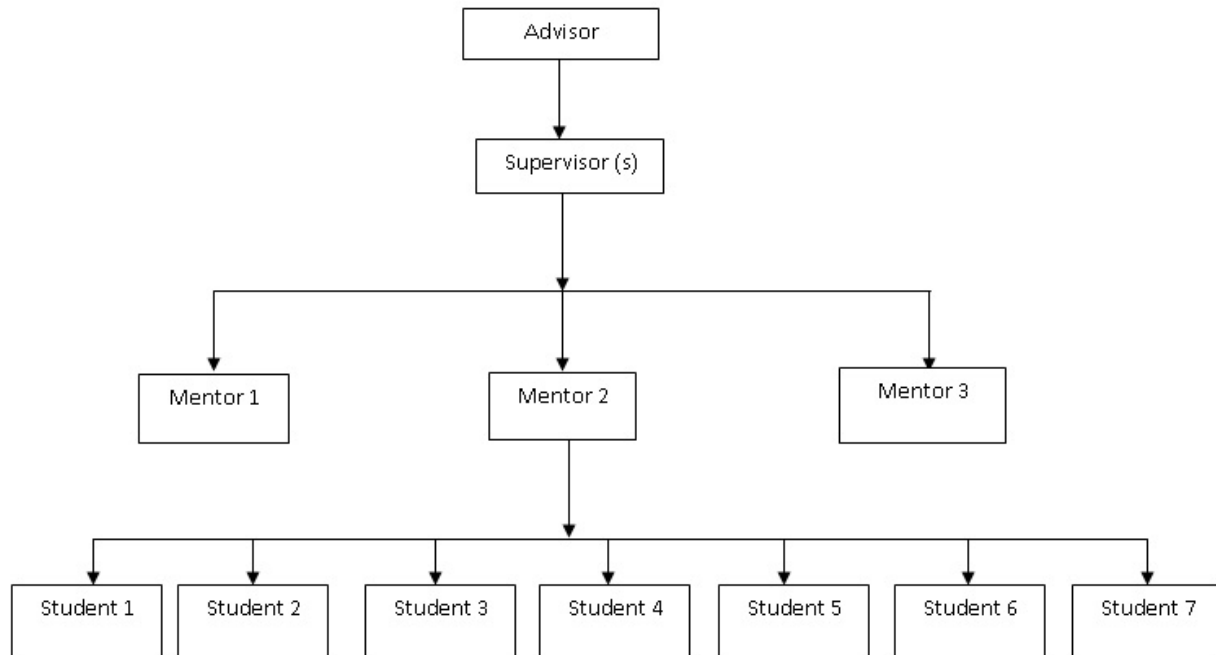 Advisor
Supervisor (s)
Mentor 1
Mentor 2
Mentor 3
Student 1
Student 2
Student 3
Student 4
Student 5
Student 6
Student 7